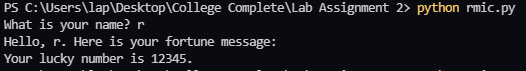 PS C:\Users\lap\Desktop\College Complete\Lab Assignment 2> python rmic.py
What is your name? r
Hello, r. Here is your fortune message:
Your lucky number is 12345.